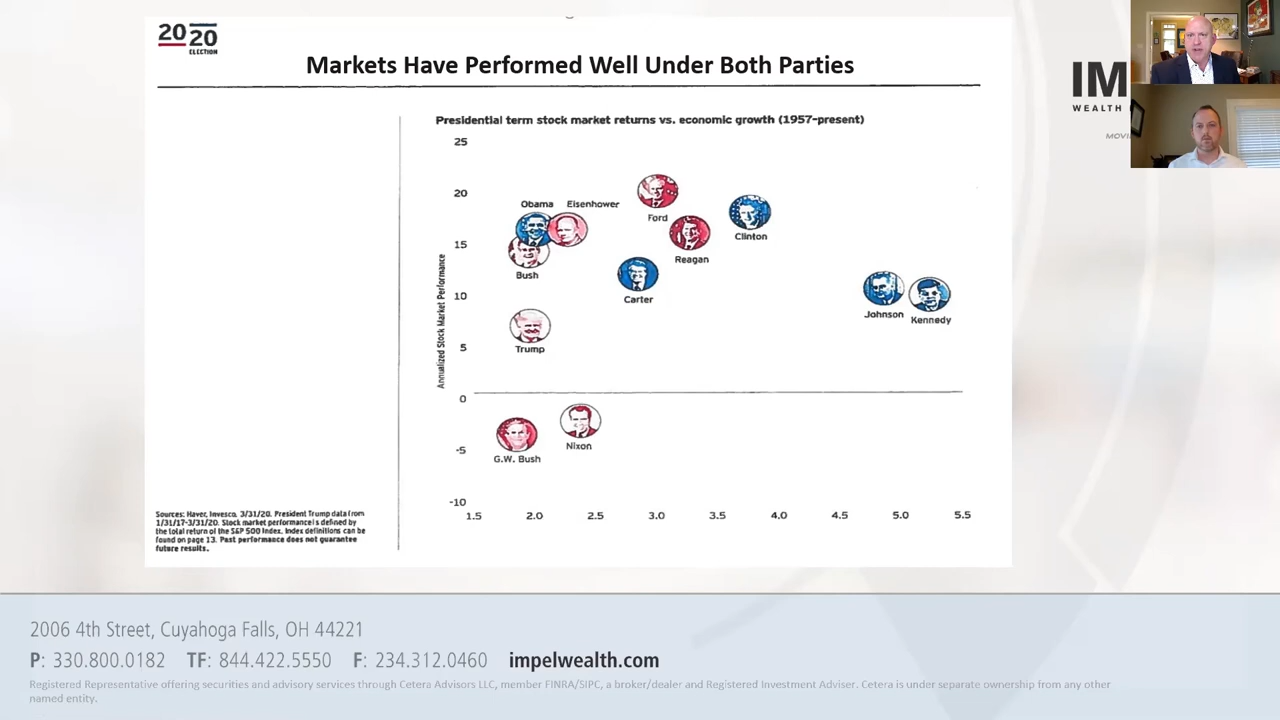 20
20
ELECTION
Markets Have Performed Well Under Both Parties
IM
WEALTH
MOVI
Presidential term stock market returns vs. economic growth (1957-present)
Annualized Stock Market Performance
25
20
15
10
5
0
-5
-10
Obama
Eisenhower
Ford
Clinton
Reagan
Bush
Carter
Johnson
Kennedy
Trump
Nixon
G.W. Bush
1.5 2.0 2.5 3.0 3.5 4.0 4.5 5.0 5.5
Sources: Haver, Invesco, 3/31/20. President Trump data from
1/31/17-3/31/20. Stock market performance is defined by
the total return of the S&P 500 Index. Index definitions can be
found on page 13. Past performance does not guarantee
future results.
2006 4th Street, Cuyahoga Falls, OH 44221
P: 330.800.0182 TF: 844.422.5550 F: 234.312.0460 impelwealth.com
Registered Representative offering securities and advisory services through Cetera Advisors LLC, member FINRA/SIPC, a broker/dealer and Registered Investment Adviser. Cetera is under separate ownership from any other
named entity.